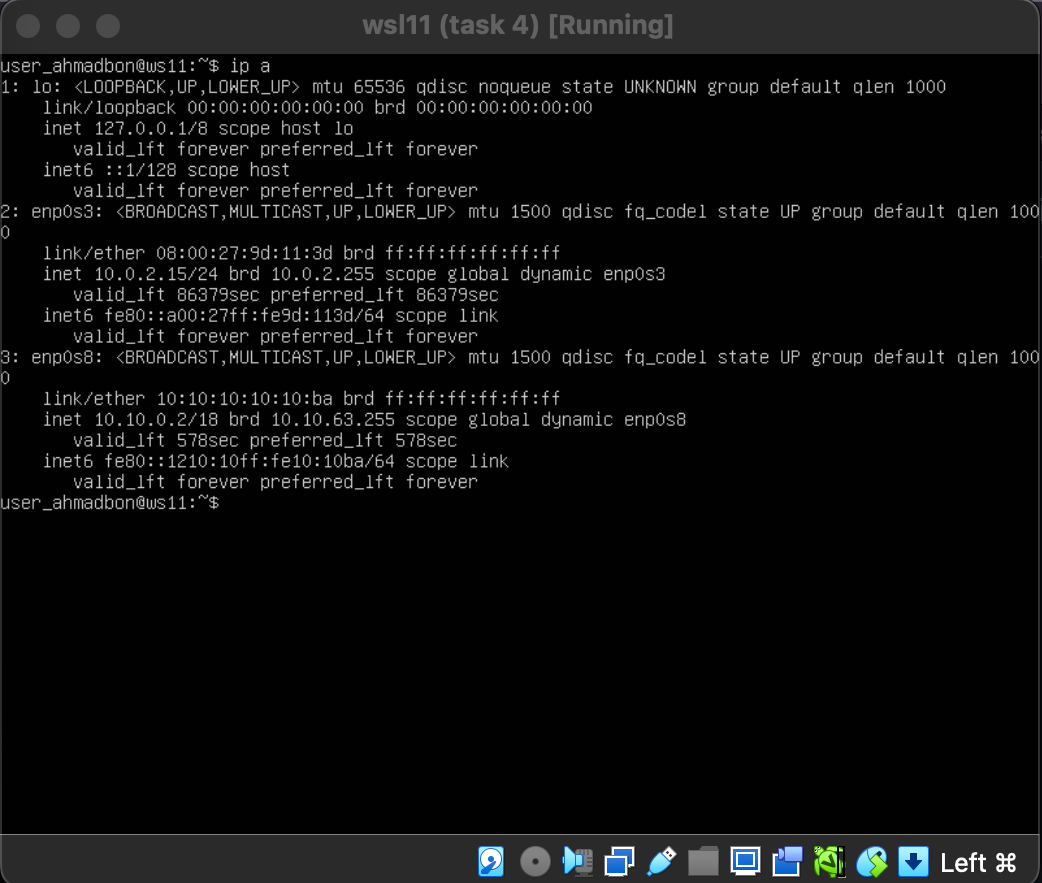 wsl11 (task 4) [Running]
user_ahmadbon@ws11:~$ ip a
1: lo: <LOOPBACK,UP,LOWER_UP> mtu 65536 qdisc noqueue state UNKNOWN group default qlen 1000
    link/loopback 00:00:00:00:00:00 brd 00:00:00:00:00:00
    inet 127.0.0.1/8 scope host lo
       valid_lft forever preferred_lft forever
    inet6 ::1/128 scope host
       valid_lft forever preferred_lft forever
2: enp0s3: <BROADCAST,MULTICAST,UP,LOWER_UP> mtu 1500 qdisc fq_codel state UP group default qlen 100
0
    link/ether 08:00:27:9d:11:3d brd ff:ff:ff:ff:ff:ff
    inet 10.0.2.15/24 brd 10.0.2.255 scope global dynamic enp0s3
       valid_lft 86379sec preferred_lft 86379sec
    inet6 fe80::a00:27ff:fe9d:113d/64 scope link
       valid_lft forever preferred_lft forever
3: enp0s8: <BROADCAST,MULTICAST,UP,LOWER_UP> mtu 1500 qdisc fq_codel state UP group default qlen 100
0
    link/ether 10:10:10:10:10:ba brd ff:ff:ff:ff:ff:ff
    inet 10.10.0.2/18 brd 10.10.63.255 scope global dynamic enp0s8
       valid_lft 578sec preferred_lft 578sec
    inet6 fe80::1210:10ff:fe10:10ba/64 scope link
       valid_lft forever preferred_lft forever
user_ahmadbon@ws11:~$
Left ⌘